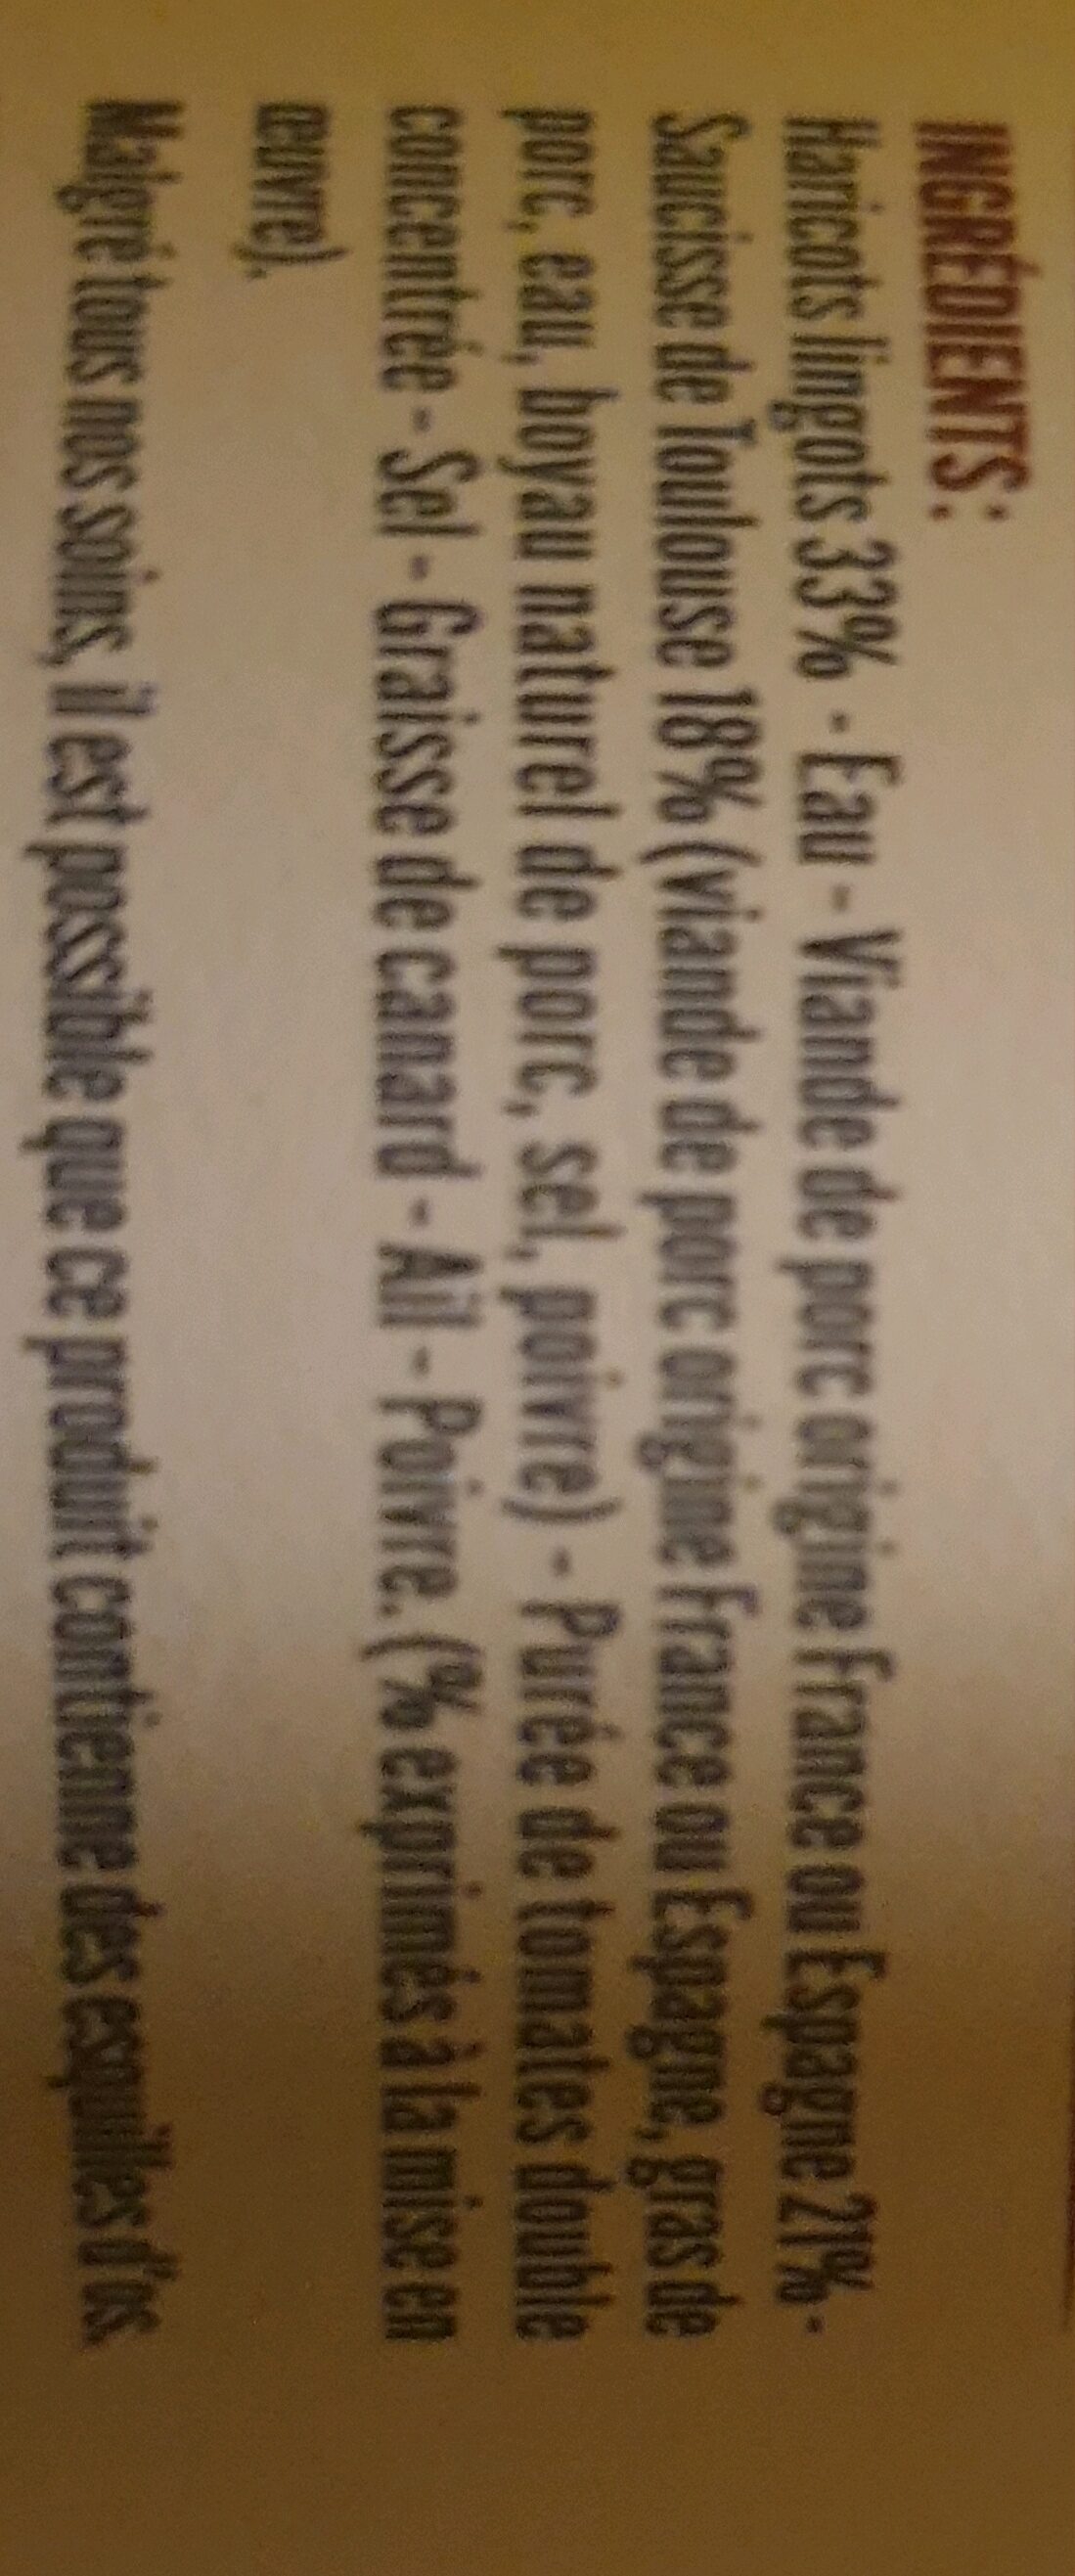 INGRÉDIENTS:
Haricots lingots 33% - Eau - Viande de porc origine France ou Espagne 21% -
Saucisse de Toulouse 18% (viande de porc origine France ou Espagne, gras de
porc, eau, boyau naturel de porc, sel, poivre) - Purée de tomates double
concentrée - Sel - Graisse de canard - Ail - Poivre. (% exprimés à la mise en
œuvre).
Malgré tous nos soins, il est possible que ce produit contienne des esquilles d'os